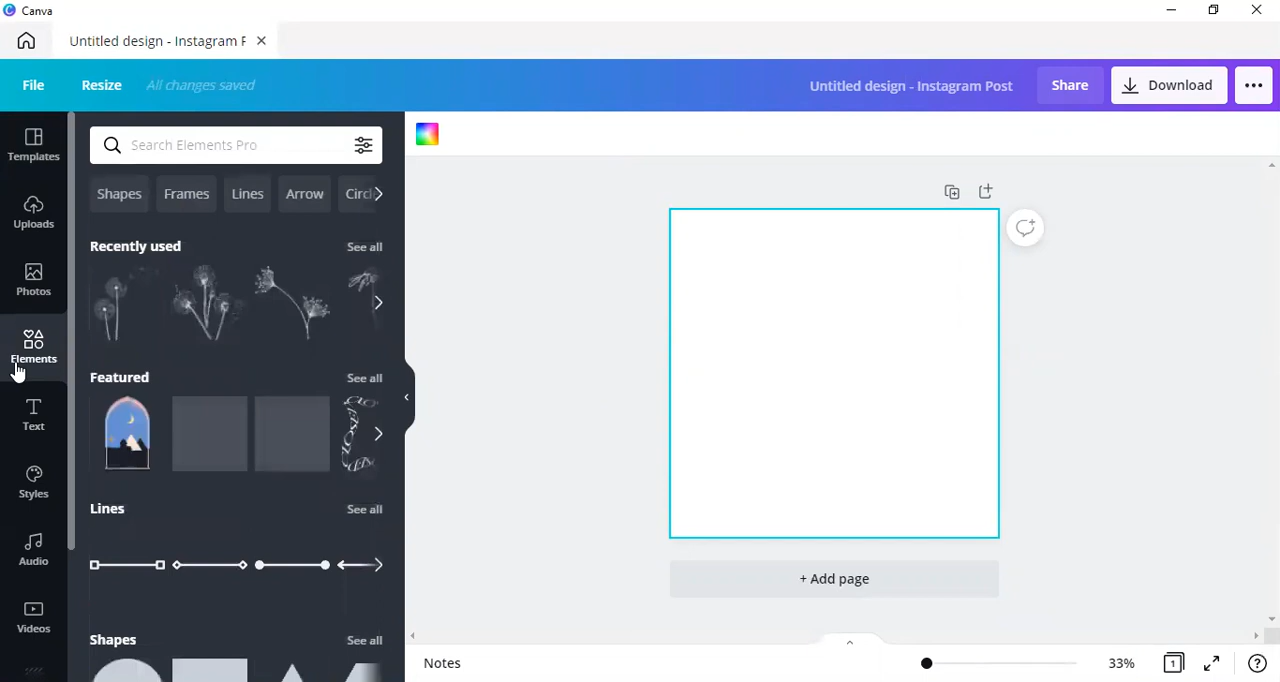 Canva
Untitled design - Instagram F
File Resize All changes saved Untitled design - Instagram Post Share Download
Templates
Uploads
Photos
Elements
Text
Styles
Audio
Videos
Search Elements Pro
Shapes Frames Lines Arrow Circl
Recently used See all
Featured See all
Lines See all
Shapes See all
+ Add page
Notes 33% 1